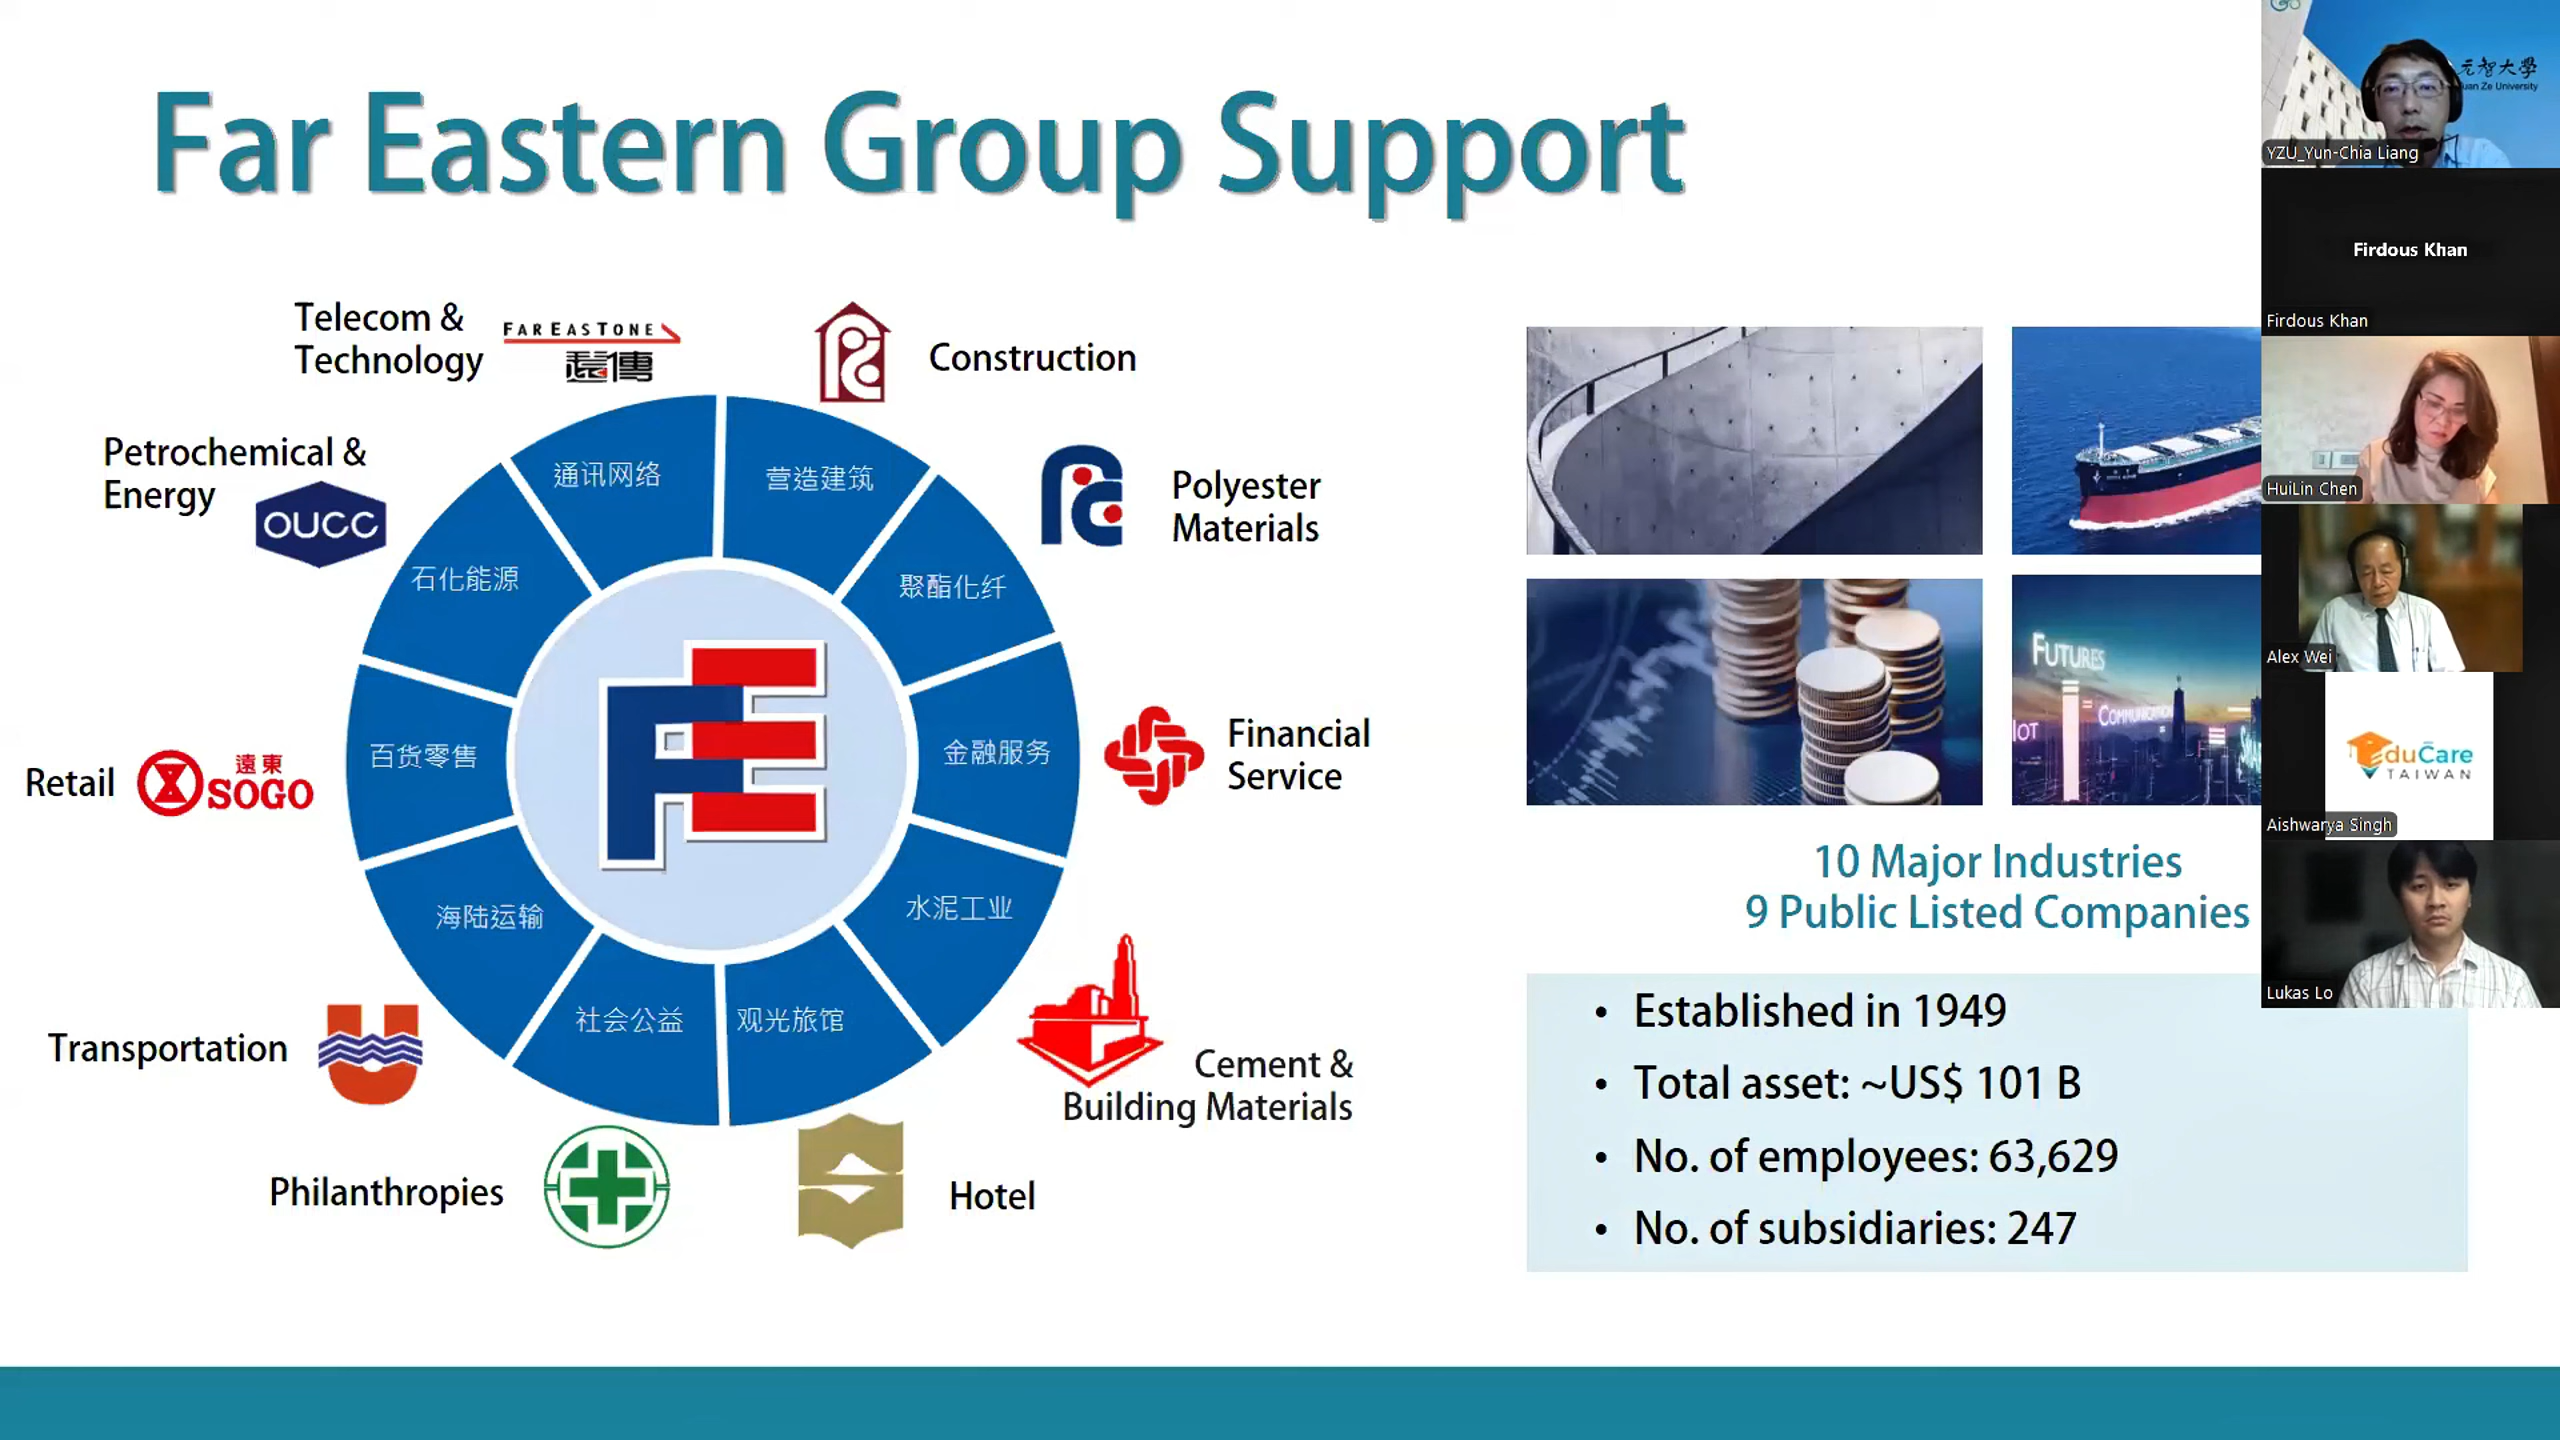 Far Eastern Group Support
Telecom &
Technology
FAREASTONE
遠傳
Construction
Petrochemical &
Energy
OUCC
Polyester
Materials
通讯网络
营造建筑
石化能源
聚酯化纤
Retail
遠東
SOGO
百货零售
金融服务
Financial
Service
海陆运输
水泥工业
社会公益
观光旅馆
Transportation
Cement &
Building Materials
Philanthropies
Hotel
FE
FUTURES
IOT
COMMUNICATION
10 Major Industries
9 Public Listed Companies
• Established in 1949
• Total asset: ~US$ 101 B
• No. of employees: 63,629
• No. of subsidiaries: 247
元智大學
uan Ze University
YZU_Yun-Chia Liang
Firdous Khan
Firdous Khan
HuiLin Chen
Alex Wei
EduCare
TAIWAN
Aishwarya Singh
Lukas Lo